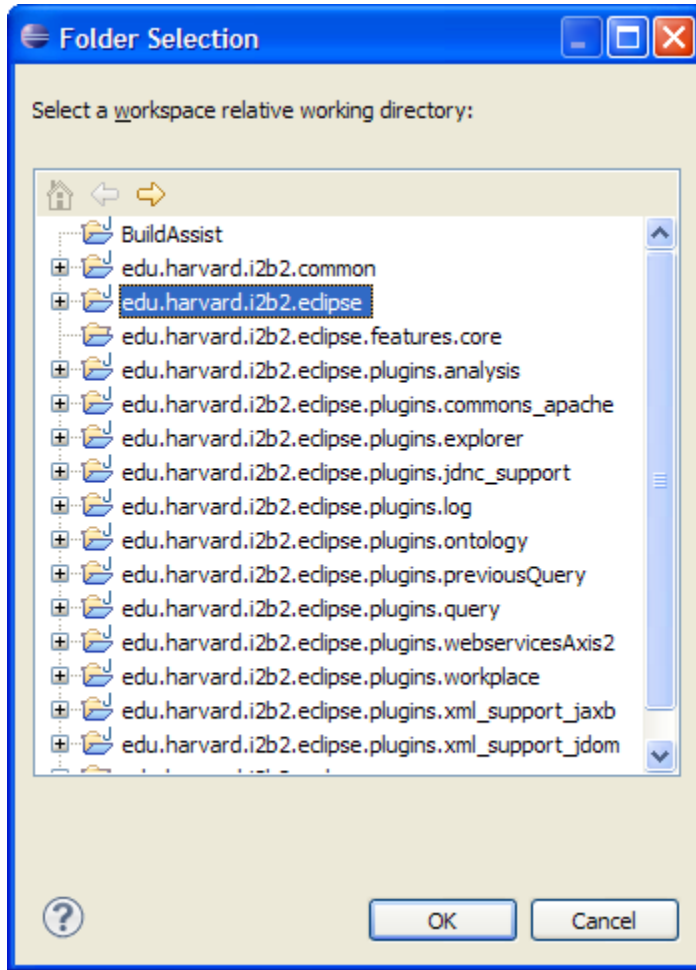 Folder Selection
Select a workspace relative working directory:
BuildAssist
edu.harvard.i2b2.common
edu.harvard.i2b2.eclipse
edu.harvard.i2b2.eclipse.features.core
edu.harvard.i2b2.eclipse.plugins.analysis
edu.harvard.i2b2.eclipse.plugins.commons_apache
edu.harvard.i2b2.eclipse.plugins.explorer
edu.harvard.i2b2.eclipse.plugins.jdnc_support
edu.harvard.i2b2.eclipse.plugins.log
edu.harvard.i2b2.eclipse.plugins.ontology
edu.harvard.i2b2.eclipse.plugins.previousQuery
edu.harvard.i2b2.eclipse.plugins.query
edu.harvard.i2b2.eclipse.plugins.webservicesAxis2
edu.harvard.i2b2.eclipse.plugins.workplace
edu.harvard.i2b2.eclipse.plugins.xml_support_jaxb
edu.harvard.i2b2.eclipse.plugins.xml_support_jdom
? OK Cancel